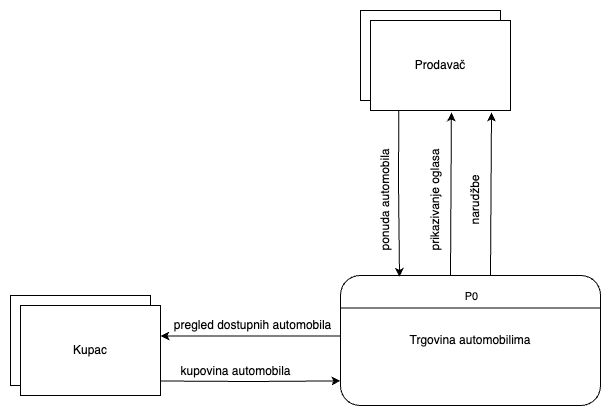 Prodavač
ponuda automobila
prikazivanje oglasa
narudžbe
P0
Trgovina automobilima
pregled dostupnih automobila
Kupac
kupovina automobila